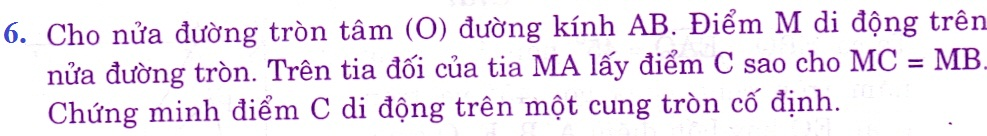 6. Cho nửa đường tròn tâm (O) đường kính AB. Điểm M di động trên
nửa đường tròn. Trên tia đối của tia MA lấy điểm C sao cho MC = MB.
Chứng minh điểm C di động trên một cung tròn cố định.